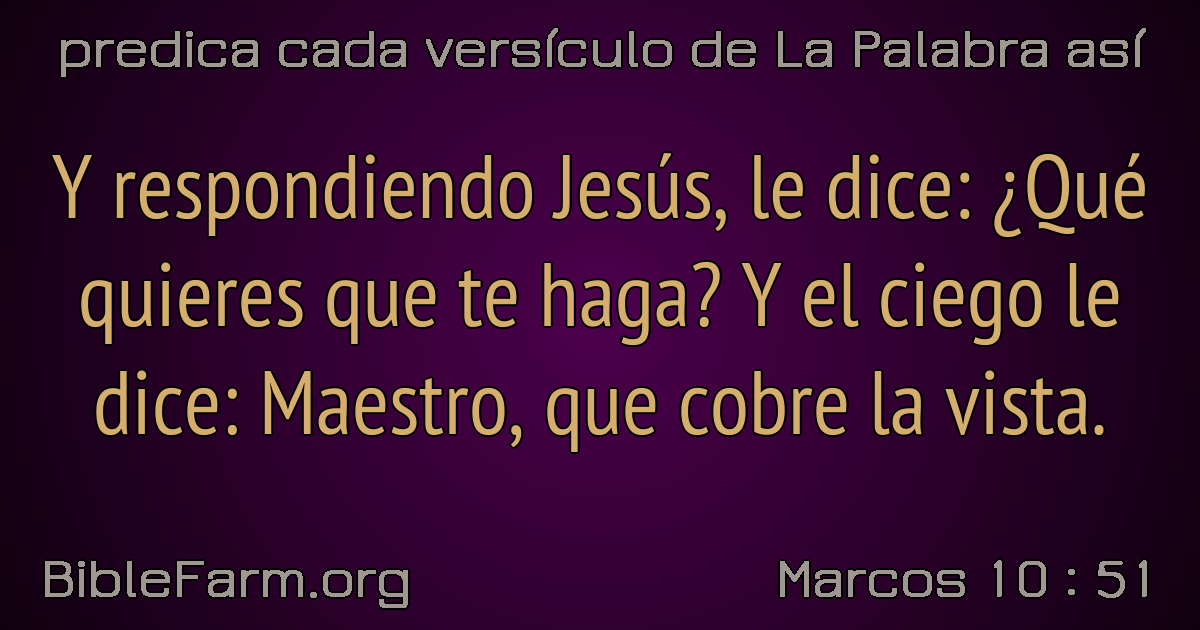 predica cada versículo de La Palabra así
Y respondiendo Jesús, le dice: ¿Qué
quieres que te haga? Y el ciego le
dice: Maestro, que cobre la vista.
BibleFarm.org
Marcos 10 : 51